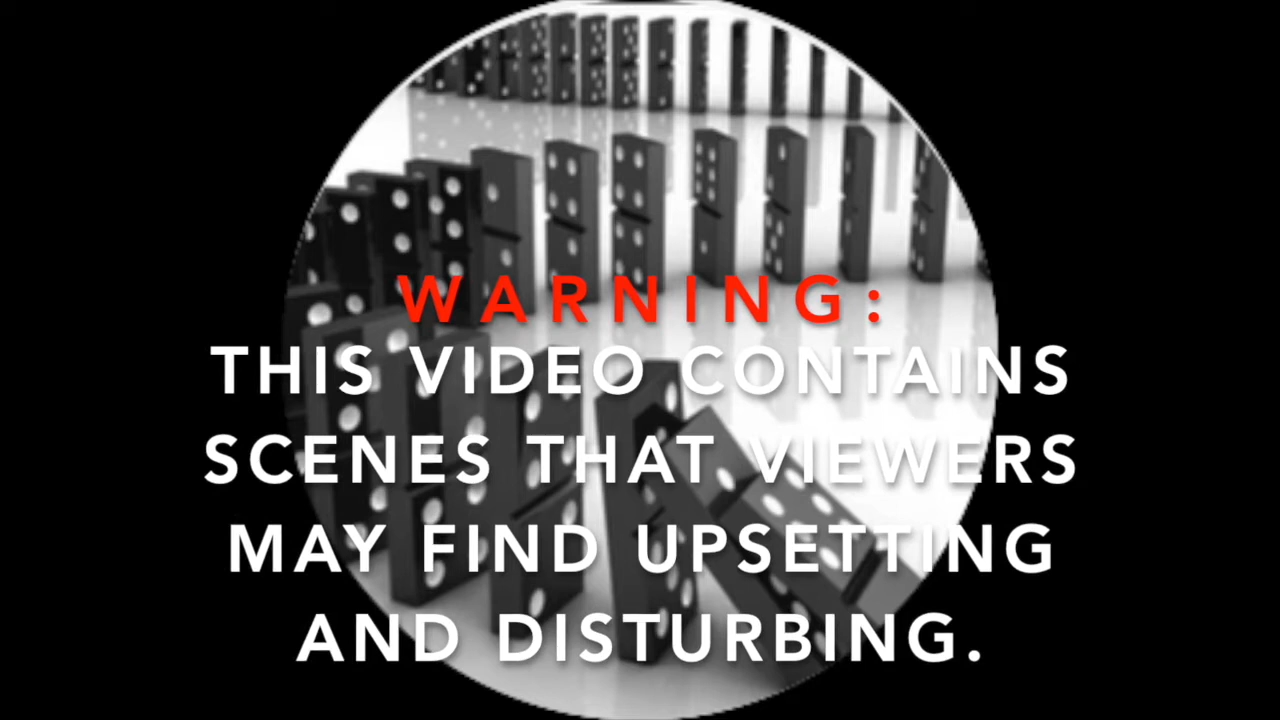 WARNING:
THIS VIDEO CONTAINS
SCENES THAT VIEWERS
MAY FIND UPSETTING
AND DISTURBING.